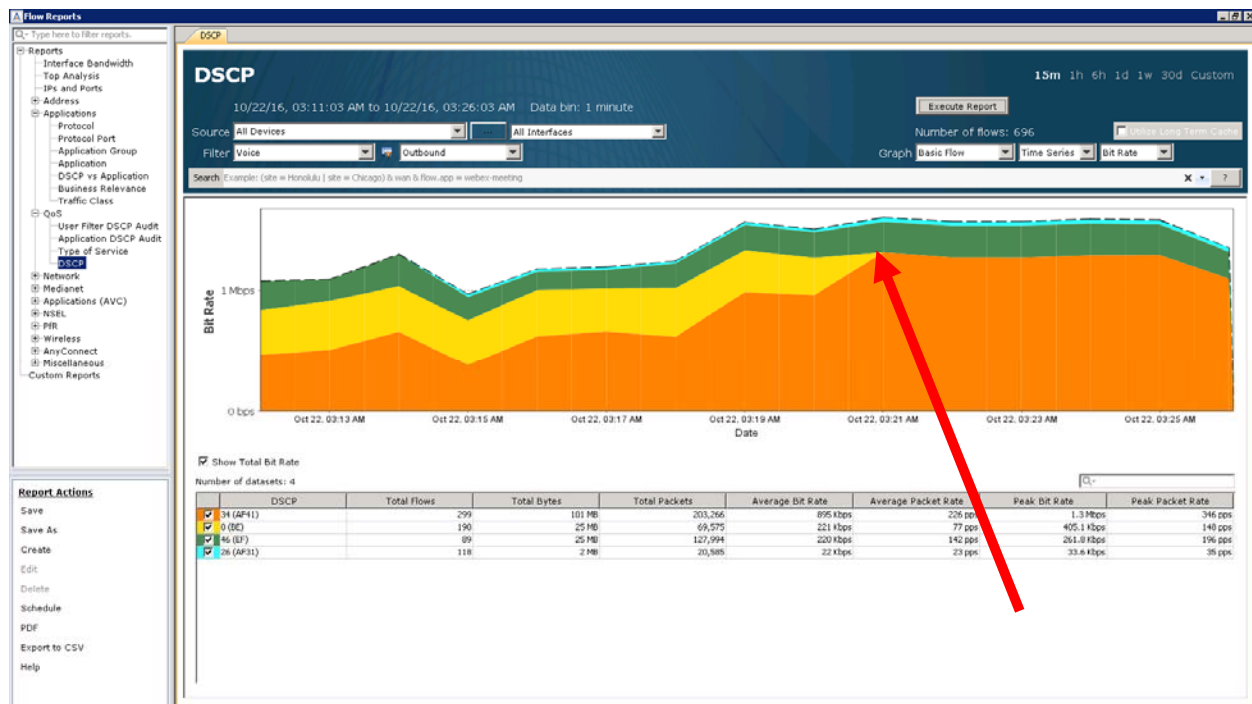 Flow Reports
Type here to filter reports.
Reports
Interface Bandwidth
Top Analysis
IPs and Ports
Address
Applications
Protocol
Protocol Port
Application Group
Application
DSCP vs Application
Business Relevance
Traffic Class
QoS
User Filter DSCP Audit
Application DSCP Audit
Type of Service
DSCP
Network
Medianet
Applications (AVC)
NSEL
PfR
Wireless
AnyConnect
Miscellaneous
Custom Reports
Report Actions
Save
Save As
Create
Edit
Delete
Schedule
PDF
Export to CSV
Help
DSCP
DSCP
15m 1h 6h 1d 1w 30d Custom
10/22/16, 03:11:03 AM to 10/22/16, 03:26:03 AM Data bin: 1 minute
Execute Report
Source All Devices ... All Interfaces
Number of flows: 696
Utilize Long Term Cache
Filter Voice Outbound
Graph Basic Flow Time Series Bit Rate
Search Example: (site = Honolulu | site = Chicago) & wan & flow.app = webex-meeting X ?
Bit Rate
1 Mbps
0 bps
Oct 22, 03:13 AM Oct 22, 03:15 AM Oct 22, 03:17 AM Oct 22, 03:19 AM Oct 22, 03:21 AM Oct 22, 03:23 AM Oct 22, 03:25 AM
Date
Show Total Bit Rate
Number of datasets: 4
DSCP Total Flows Total Bytes Total Packets Average Bit Rate Average Packet Rate Peak Bit Rate Peak Packet Rate
34 (AF41) 299 101 MB 203,266 895 Kbps 226 pps 1.3 Mbps 346 pps
0 (BE) 190 25 MB 69,575 221 Kbps 77 pps 405.1 Kbps 148 pps
46 (EF) 89 25 MB 127,994 220 Kbps 142 pps 261.8 Kbps 196 pps
26 (AF31) 118 2 MB 20,585 22 Kbps 23 pps 33.6 Kbps 35 pps